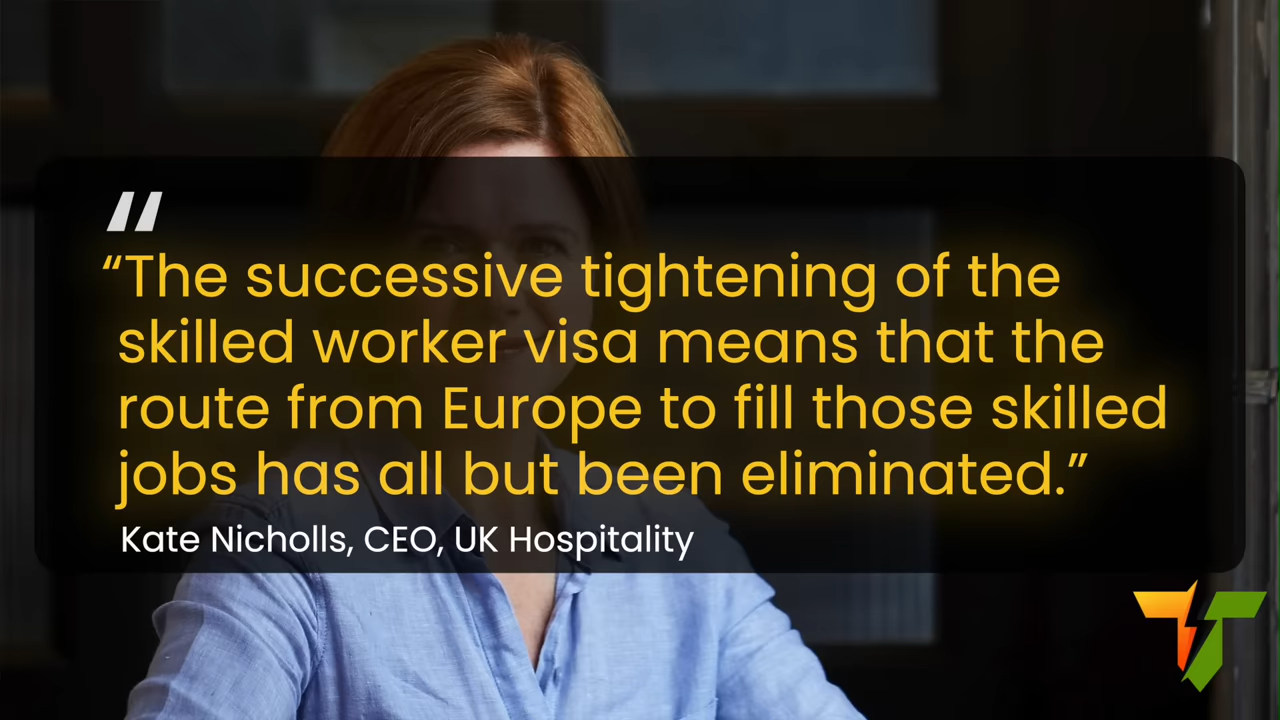 “The successive tightening of the
skilled worker visa means that the
route from Europe to fill those skilled
jobs has all but been eliminated.”
Kate Nicholls, CEO, UK Hospitality